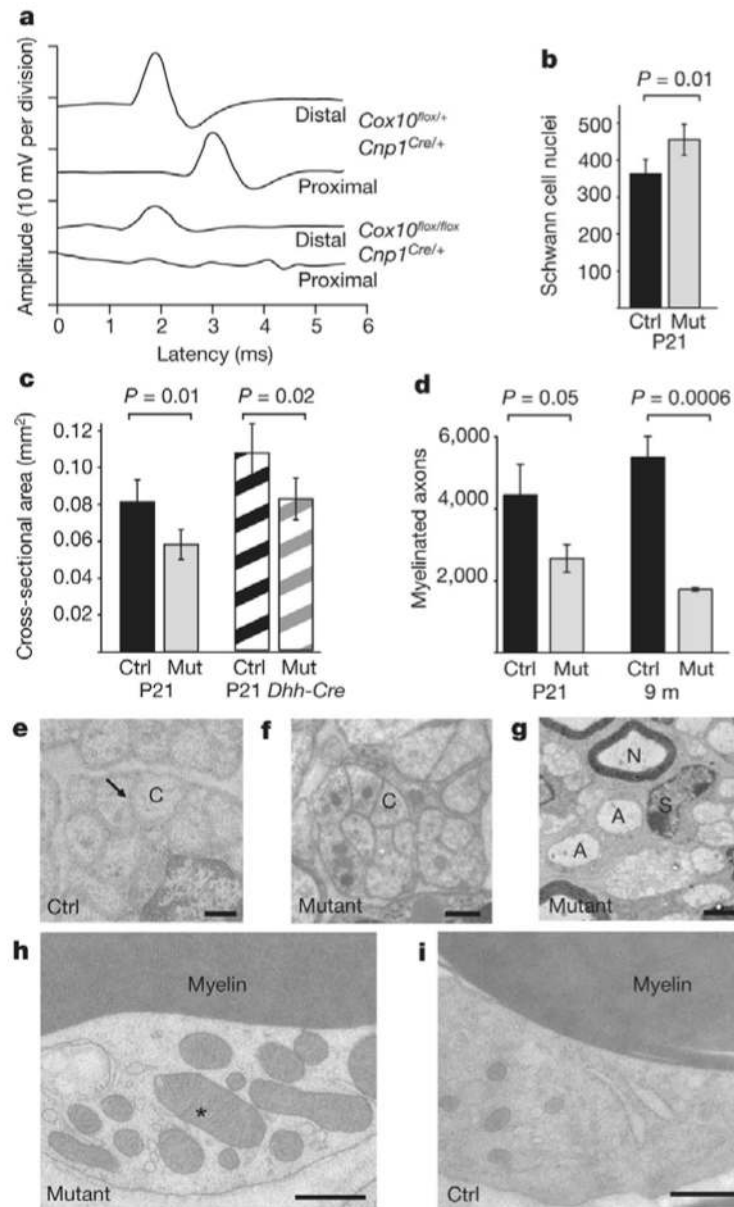 a
Amplitude (10 mV per division)
Distal
Cox10flox/+
Cnp1Cre/+
Proximal
Distal
Cox10flox/flox
Cnp1Cre/+
Proximal
0 1 2 3 4 5 6
Latency (ms)
b
P = 0.01
Schwann cell nuclei
500
400
300
200
100
Ctrl Mut
P21
c
P = 0.01 P = 0.02
Cross-sectional area (mm2)
0.12
0.10
0.08
0.06
0.04
0.02
Ctrl Mut Ctrl Mut
P21 P21 Dhh-Cre
d
P = 0.05 P = 0.0006
Myelinated axons
6,000
4,000
2,000
Ctrl Mut Ctrl Mut
P21 9 m
e
C
Ctrl
f
C
Mutant
g
N
S
A
A
Mutant
h
Myelin
*
Mutant
i
Myelin
Ctrl